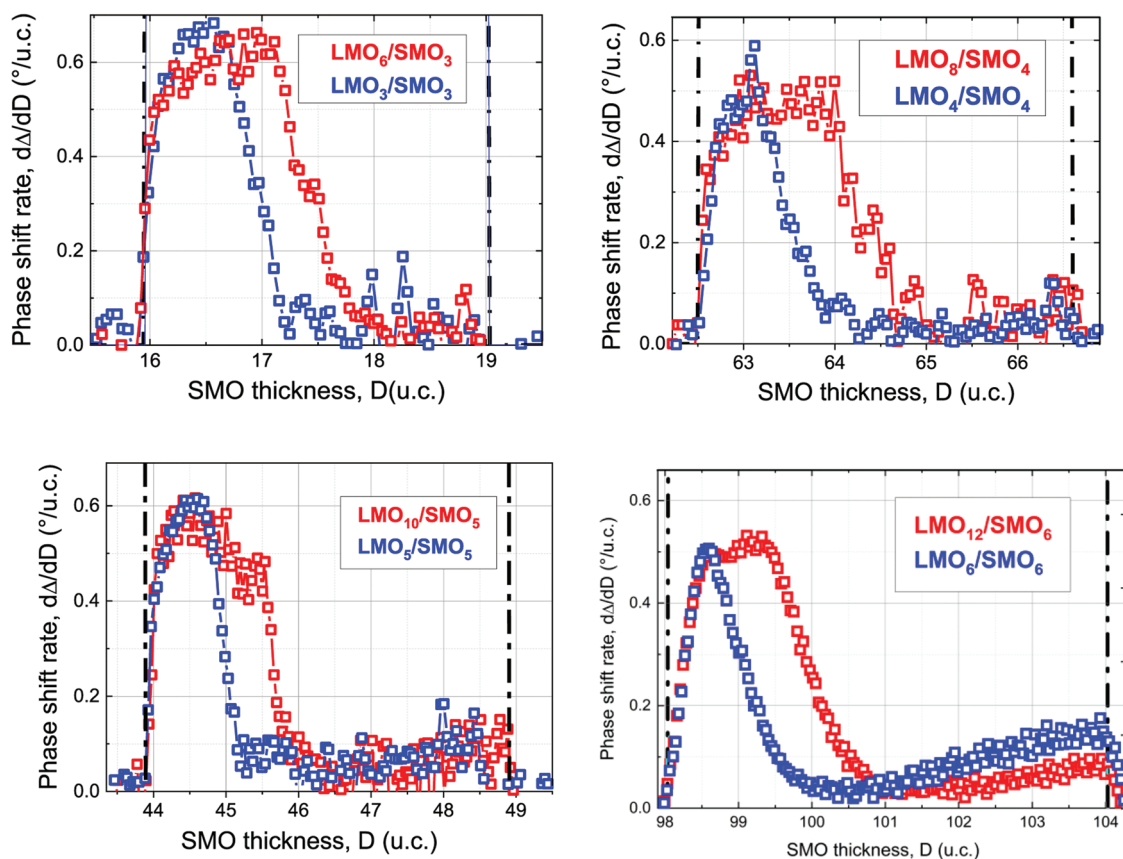 Phase shift rate, dΔ/dD (°/u.c.)
0.6
0.4
0.2
0.0
LMO₆/SMO₃
LMO₃/SMO₃
16 17 18 19
SMO thickness, D(u.c.)
Phase shift rate, dΔ/dD (°/u.c.)
0.6
0.4
0.2
0.0
LMO₈/SMO₄
LMO₄/SMO₄
63 64 65 66
SMO thickness, D (u.c.)
Phase shift rate, dΔ/dD (°/u.c.)
0.6
0.4
0.2
0.0
LMO₁₀/SMO₅
LMO₅/SMO₅
44 45 46 47 48 49
SMO thickness, D (u.c.)
Phase shift rate, dΔ/dD (°/u.c.)
0.6
0.4
0.2
0.0
LMO₁₂/SMO₆
LMO₆/SMO₆
98 99 100 101 102 103 104
SMO thickness, D (u.c.)